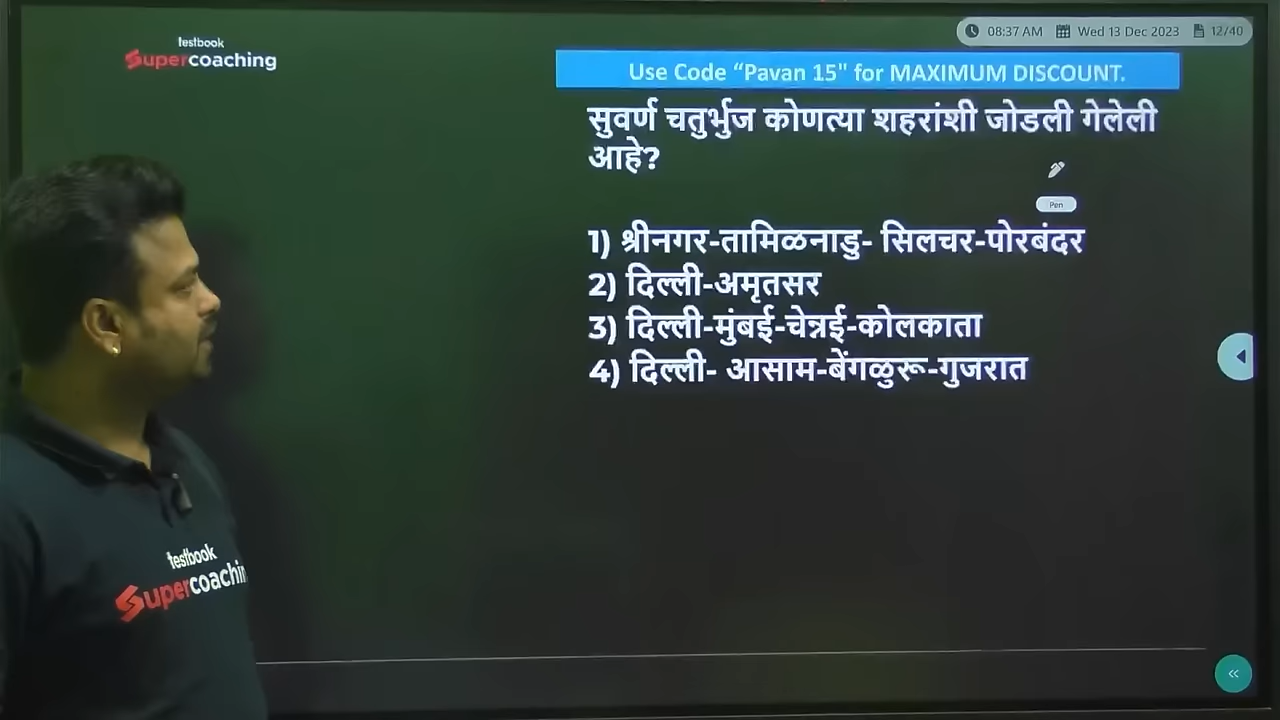 testbook
Supercoaching
08:37 AM Wed 13 Dec 2023 12/40
Use Code “Pavan 15" for MAXIMUM DISCOUNT.
सुवर्ण चतुर्भुज कोणत्या शहरांशी जोडली गेलेली
आहे?
Pen
1) श्रीनगर-तामिळनाडु- सिलचर-पोरबंदर
2) दिल्ली-अमृतसर
3) दिल्ली-मुंबई-चेन्नई-कोलकाता
4) दिल्ली- आसाम-बेंगळुरू-गुजरात
testbook
Supercoachin